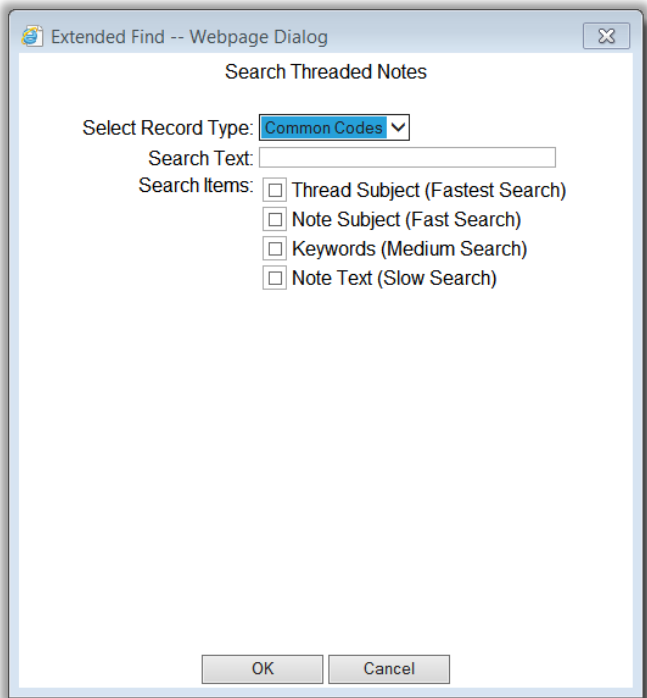 Extended Find -- Webpage Dialog
Search Threaded Notes
Select Record Type: Common Codes
Search Text:
Search Items: Thread Subject (Fastest Search)
Note Subject (Fast Search)
Keywords (Medium Search)
Note Text (Slow Search)
OK Cancel